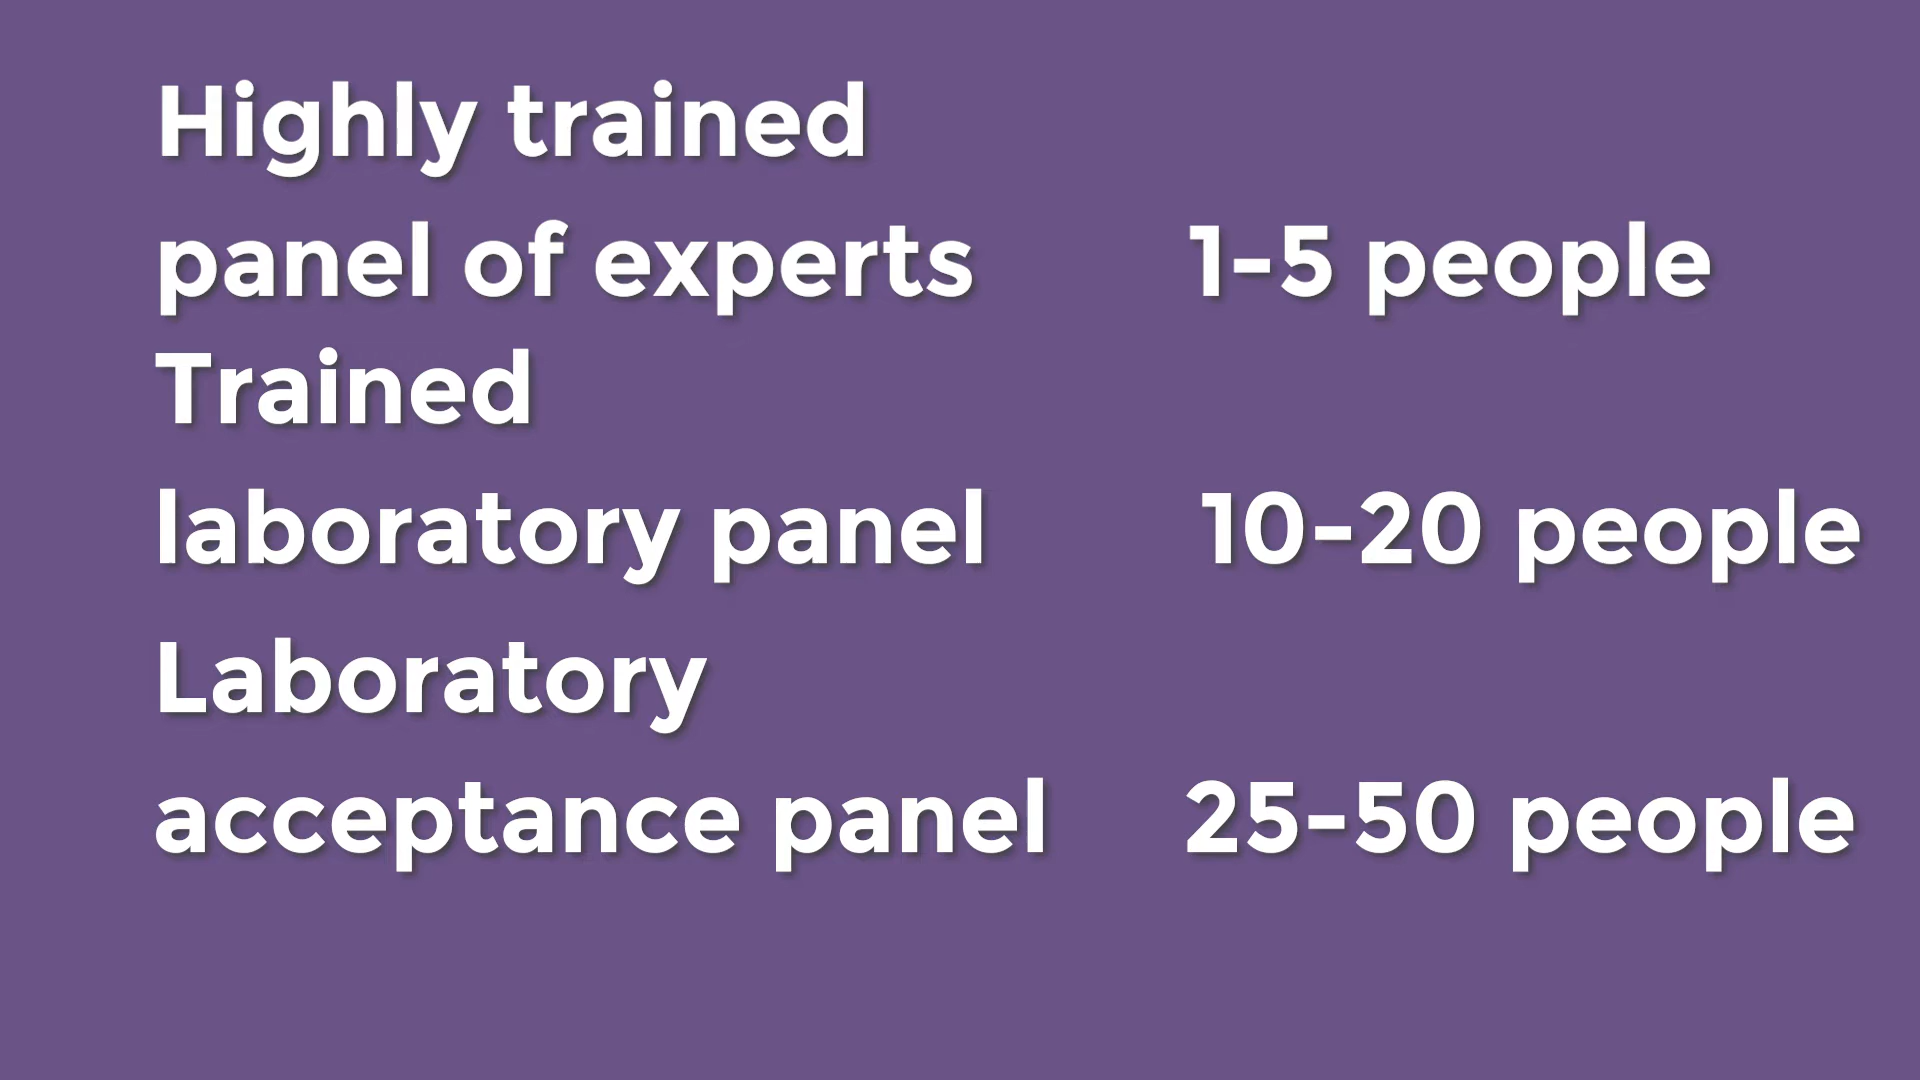 Highly trained
panel of experts 1-5 people
Trained
laboratory panel 10-20 people
Laboratory
acceptance panel 25-50 people